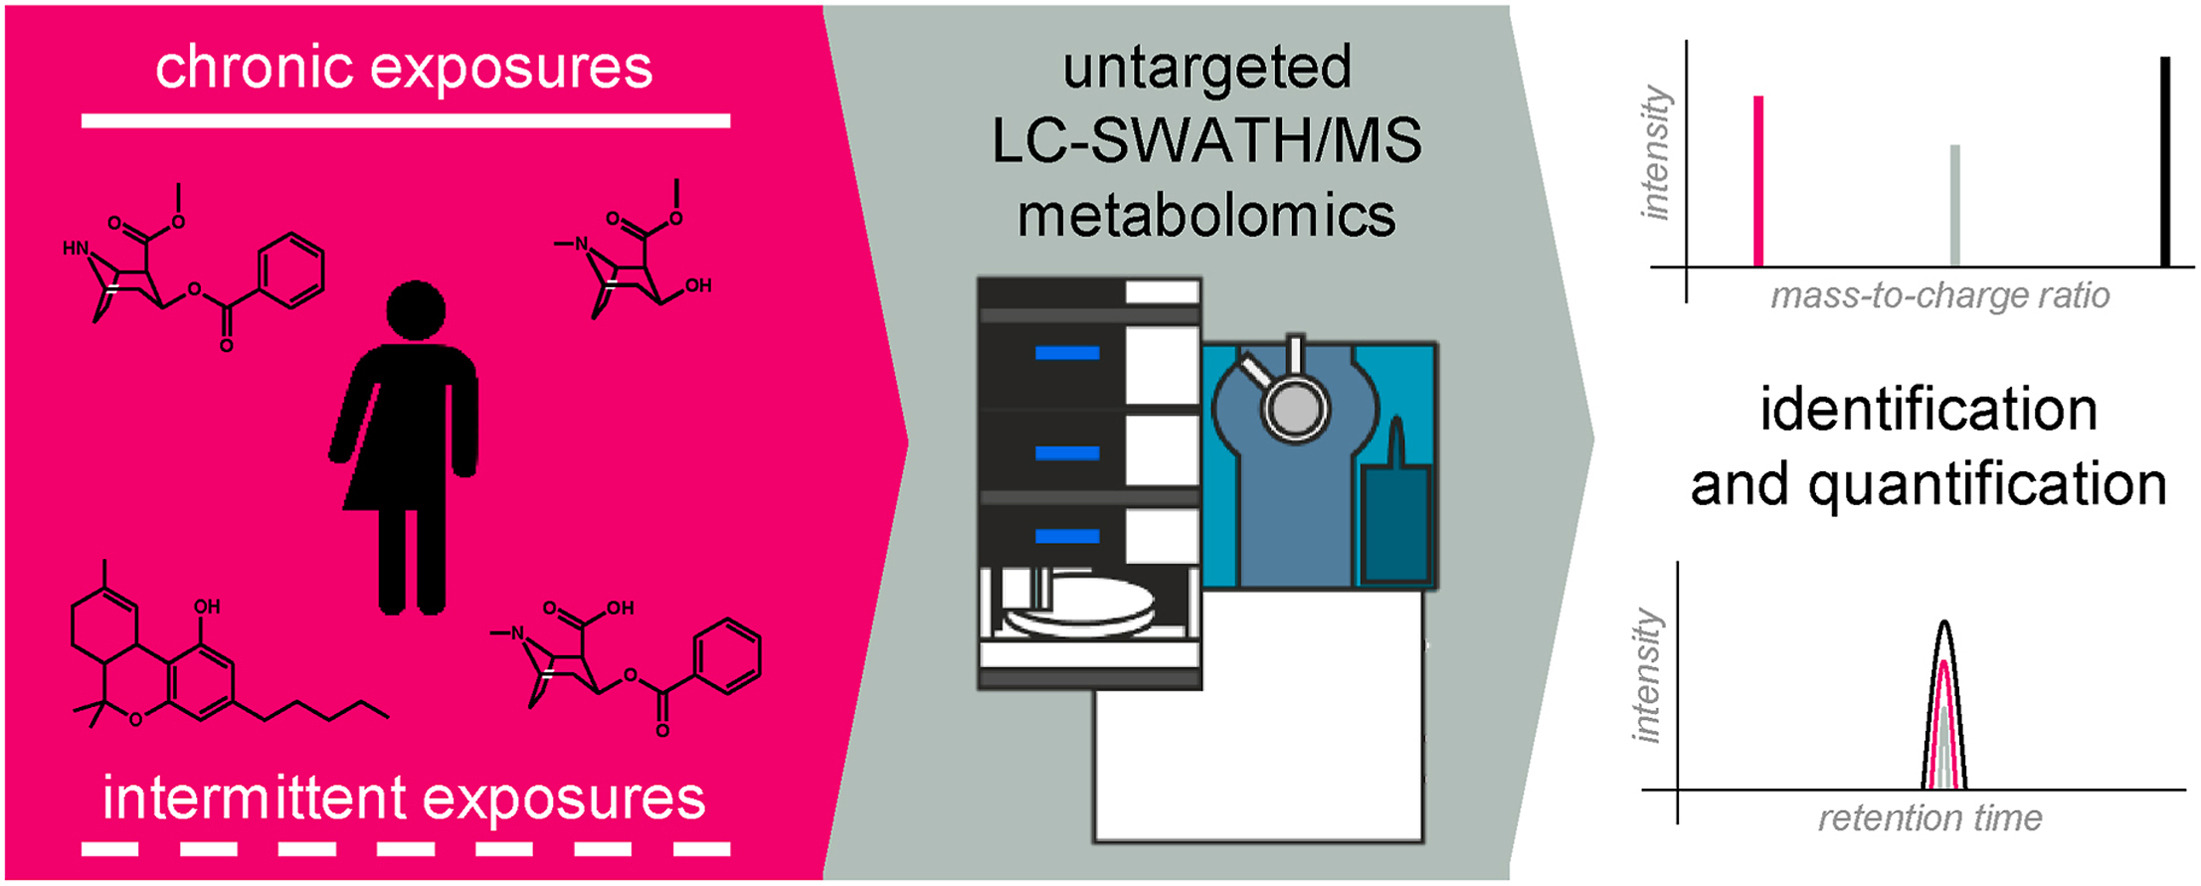 chronic exposures
HN
O
O
O
O
N
O
O
OH
OH
O
N
O
OH
O
O
intermittent exposures
untargeted
LC-SWATH/MS
metabolomics
intensity
mass-to-charge ratio
identification
and quantification
intensity
retention time